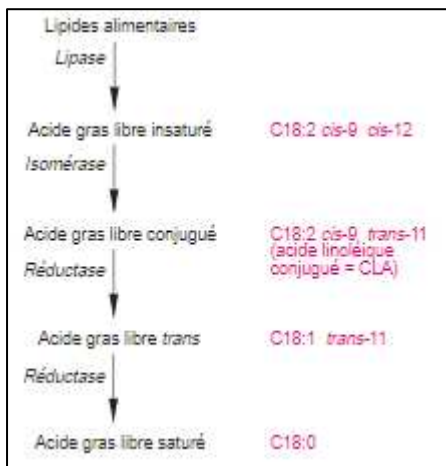 Lipides alimentaires
Lipase
Acide gras libre insaturé C18:2 cis-9 cis-12
Isomérase
Acide gras libre conjugué C18:2 cis-9 trans-11
(acide linoléique
Réductase conjugué = CLA)
Acide gras libre trans C18:1 trans-11
Réductase
Acide gras libre saturé C18:0